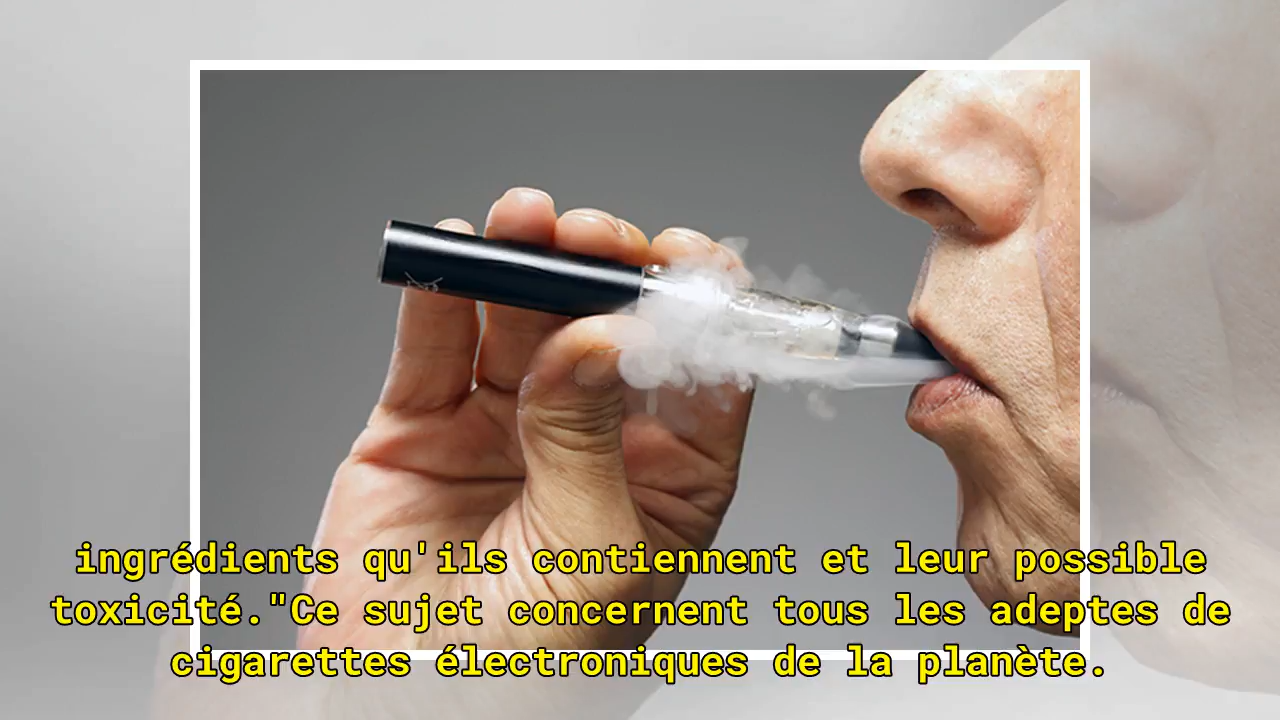 ingrédients qu'ils contiennent et leur possible
toxicité."Ce sujet concernent tous les adeptes de
cigarettes électroniques de la planète.